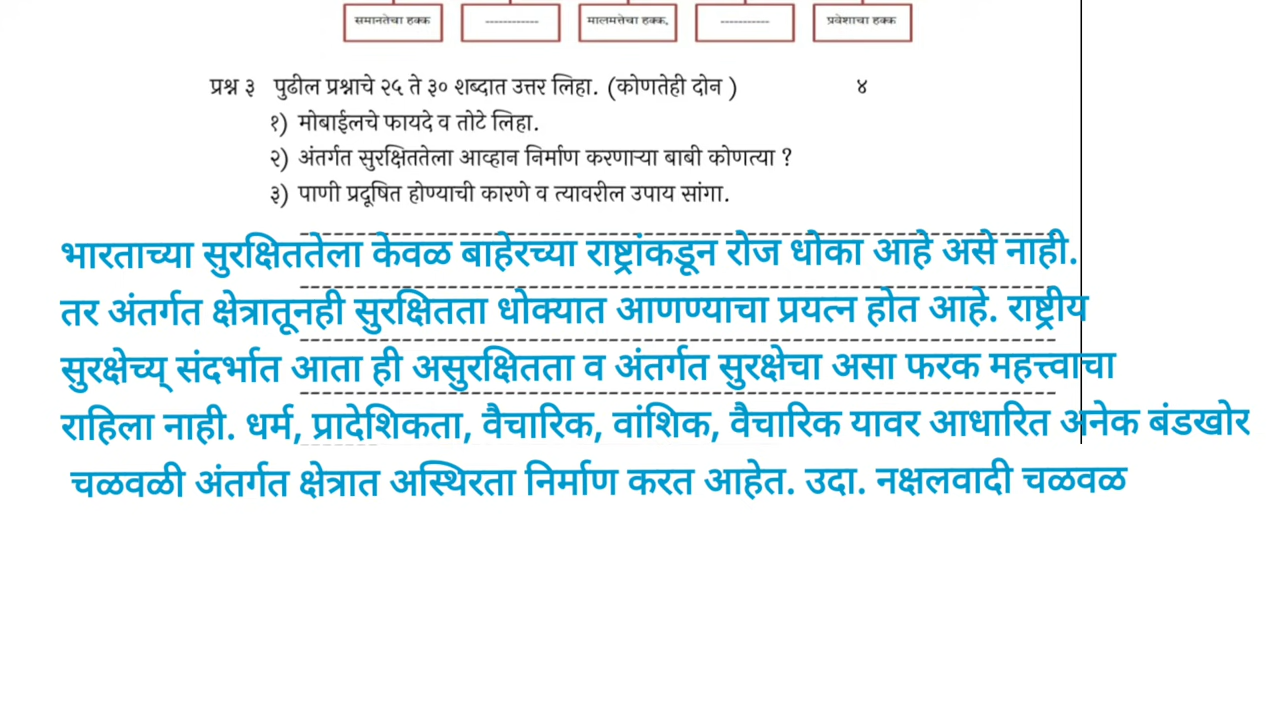 समानतेचा हक्क ------------ मालमत्तेचा हक्क. ----------- प्रवेशाचा हक्क
प्रश्न ३ पुढील प्रश्नाचे २५ ते ३० शब्दात उत्तर लिहा. (कोणतेही दोन ) ४
१) मोबाईलचे फायदे व तोटे लिहा.
२) अंतर्गत सुरक्षिततेला आव्हान निर्माण करणाऱ्या बाबी कोणत्या ?
३) पाणी प्रदूषित होण्याची कारणे व त्यावरील उपाय सांगा.
भारताच्या सुरक्षिततेला केवळ बाहेरच्या राष्ट्रांकडून रोज धोका आहे असे नाही.
तर अंतर्गत क्षेत्रातूनही सुरक्षितता धोक्यात आणण्याचा प्रयत्न होत आहे. राष्ट्रीय
सुरक्षेच्य् संदर्भात आता ही असुरक्षितता व अंतर्गत सुरक्षेचा असा फरक महत्त्वाचा
राहिला नाही. धर्म, प्रादेशिकता, वैचारिक, वांशिक, वैचारिक यावर आधारित अनेक बंडखोर
चळवळी अंतर्गत क्षेत्रात अस्थिरता निर्माण करत आहेत. उदा. नक्षलवादी चळवळ